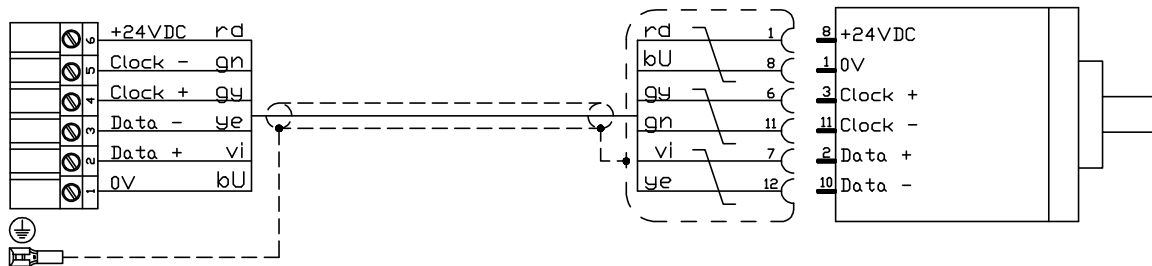 6 +24VDC rd
5 Clock - gn
4 Clock + gy
3 Data - ye
2 Data + vi
1 0V bU
rd 1
bU 8
gy 6
gn 11
vi 7
ye 12
8 +24VDC
1 0V
3 Clock +
11 Clock -
2 Data +
10 Data -